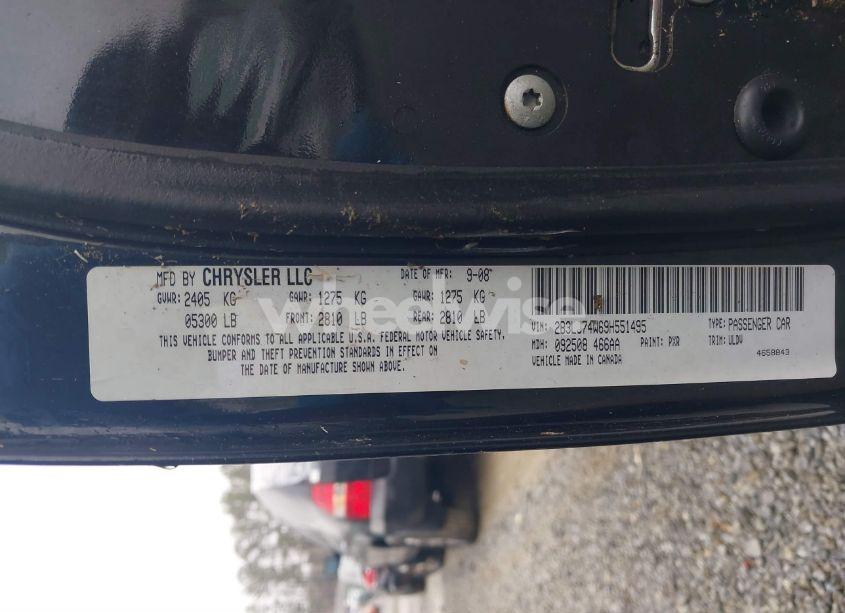 MFD BY CHRYSLER LLC DATE OF MFR: 9-08
GVWR: 2405 KG GAWR: 1275 KG GAWR: 1275 KG
05300 LB FRONT: 2810 LB REAR: 2810 LB
THIS VEHICLE CONFORMS TO ALL APPLICABLE U.S.A. FEDERAL MOTOR VEHICLE SAFETY,
BUMPER AND THEFT PREVENTION STANDARDS IN EFFECT ON
THE DATE OF MANUFACTURE SHOWN ABOVE.
VIN: 2B3LJ74W69H551495 TYPE: PASSENGER CAR
MDH: 092508 466AA PAINT: PXR TRIM: ULDV
VEHICLE MADE IN CANADA 4658843
wheelwise